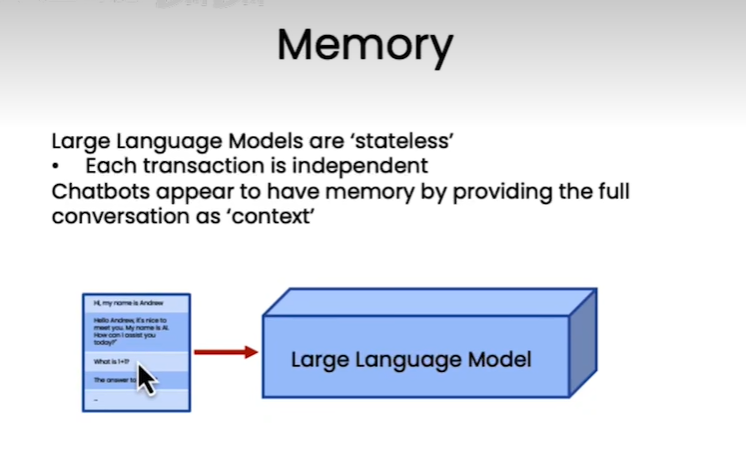 Memory
Large Language Models are ‘stateless’
• Each transaction is independent
Chatbots appear to have memory by providing the full
conversation as ‘context’
Hi, my name is Andrew
Hello Andrew, it's nice to
meet you. My name is AI.
How can I assist you
today?"
What is 1+1?
The answer to
Large Language Model